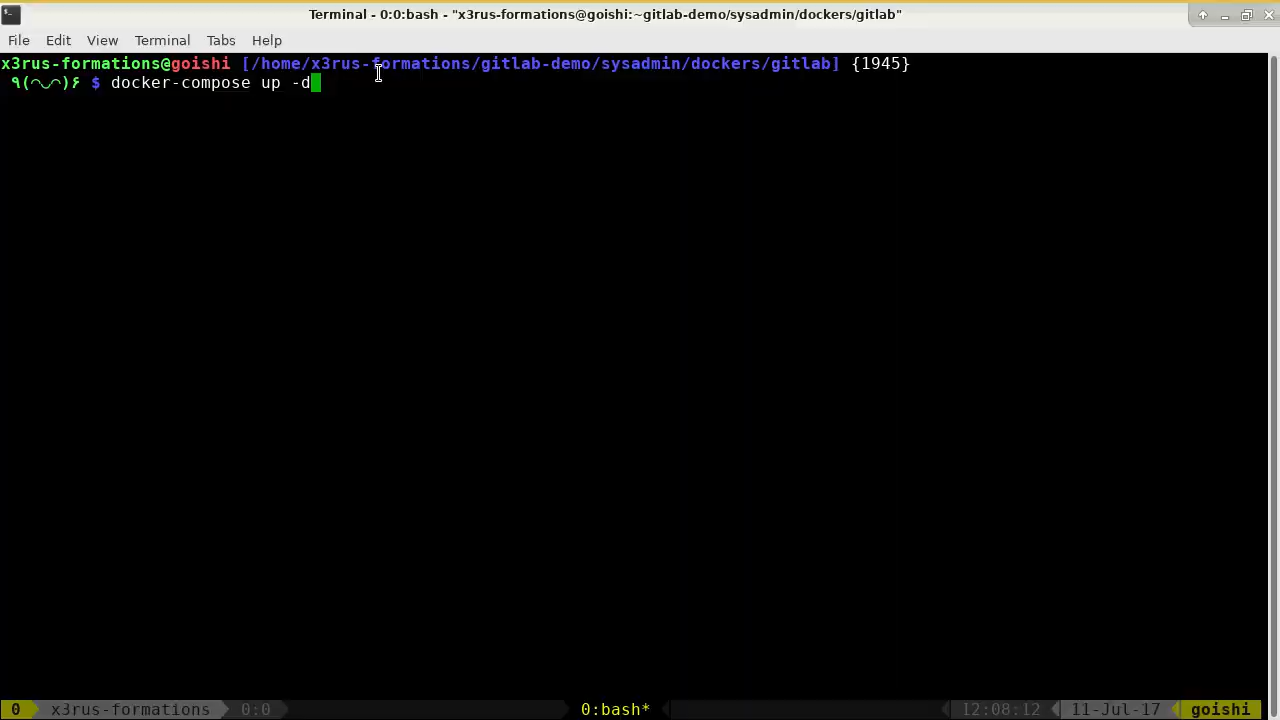 Terminal - 0:0:bash - "x3rus-formations@goishi:~gitlab-demo/sysadmin/dockers/gitlab"
File Edit View Terminal Tabs Help
x3rus-formations@goishi [/home/x3rus-formations/gitlab-demo/sysadmin/dockers/gitlab] {1945}
٩(◠◡◠)۶ $ docker-compose up -d
0 x3rus-formations 0:0 0:bash* 12:08:12 11-Jul-17 goishi